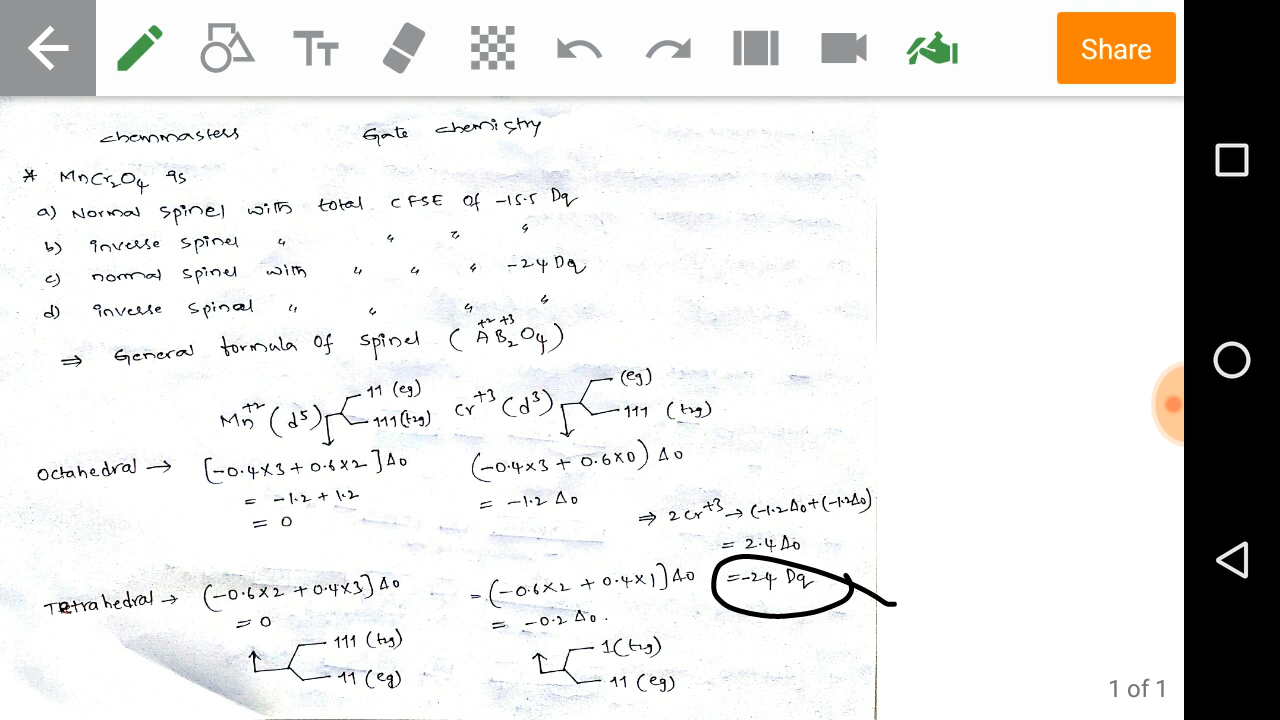 Share
chemmasters Gate chemistry
* MnCr₂O₄ is
a) Normal spinel with total CFSE of -15.5 Dq
b) inverse spinel " " " "
c) normal spinel with " " " -24 Dq
d) inverse spinel " " " "
⇒ General formula of spinel (A⁺²B₂⁺³O₄)
Mn⁺² (d⁵) 11 (eg) 111 (t2g) Cr⁺³ (d³) (eg) 111 (t2g)
Octahedral → [-0.4×3 + 0.6×2] Δo (-0.4×3 + 0.6×0) Δo
= -1.2 + 1.2 = -1.2 Δo
= 0
⇒ 2Cr⁺³ → (-1.2Δo + (-1.2Δo)
= 2.4 Δo
= -24 Dq
Tetrahedral → (-0.6×2 + 0.4×3] Δo = (-0.6×2 + 0.4×1] Δo
= 0 = -0.2 Δo.
111 (t2g) 1 (t2g)
11 (eg) 11 (eg)
1 of 1